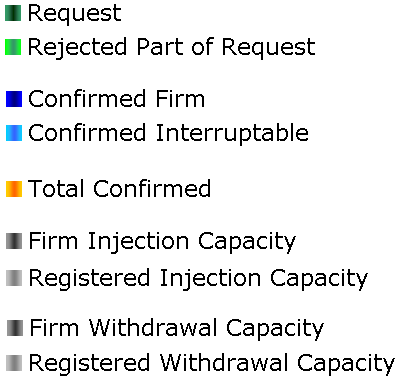 Request
Rejected Part of Request
Confirmed Firm
Confirmed Interruptable
Total Confirmed
Firm Injection Capacity
Registered Injection Capacity
Firm Withdrawal Capacity
Registered Withdrawal Capacity